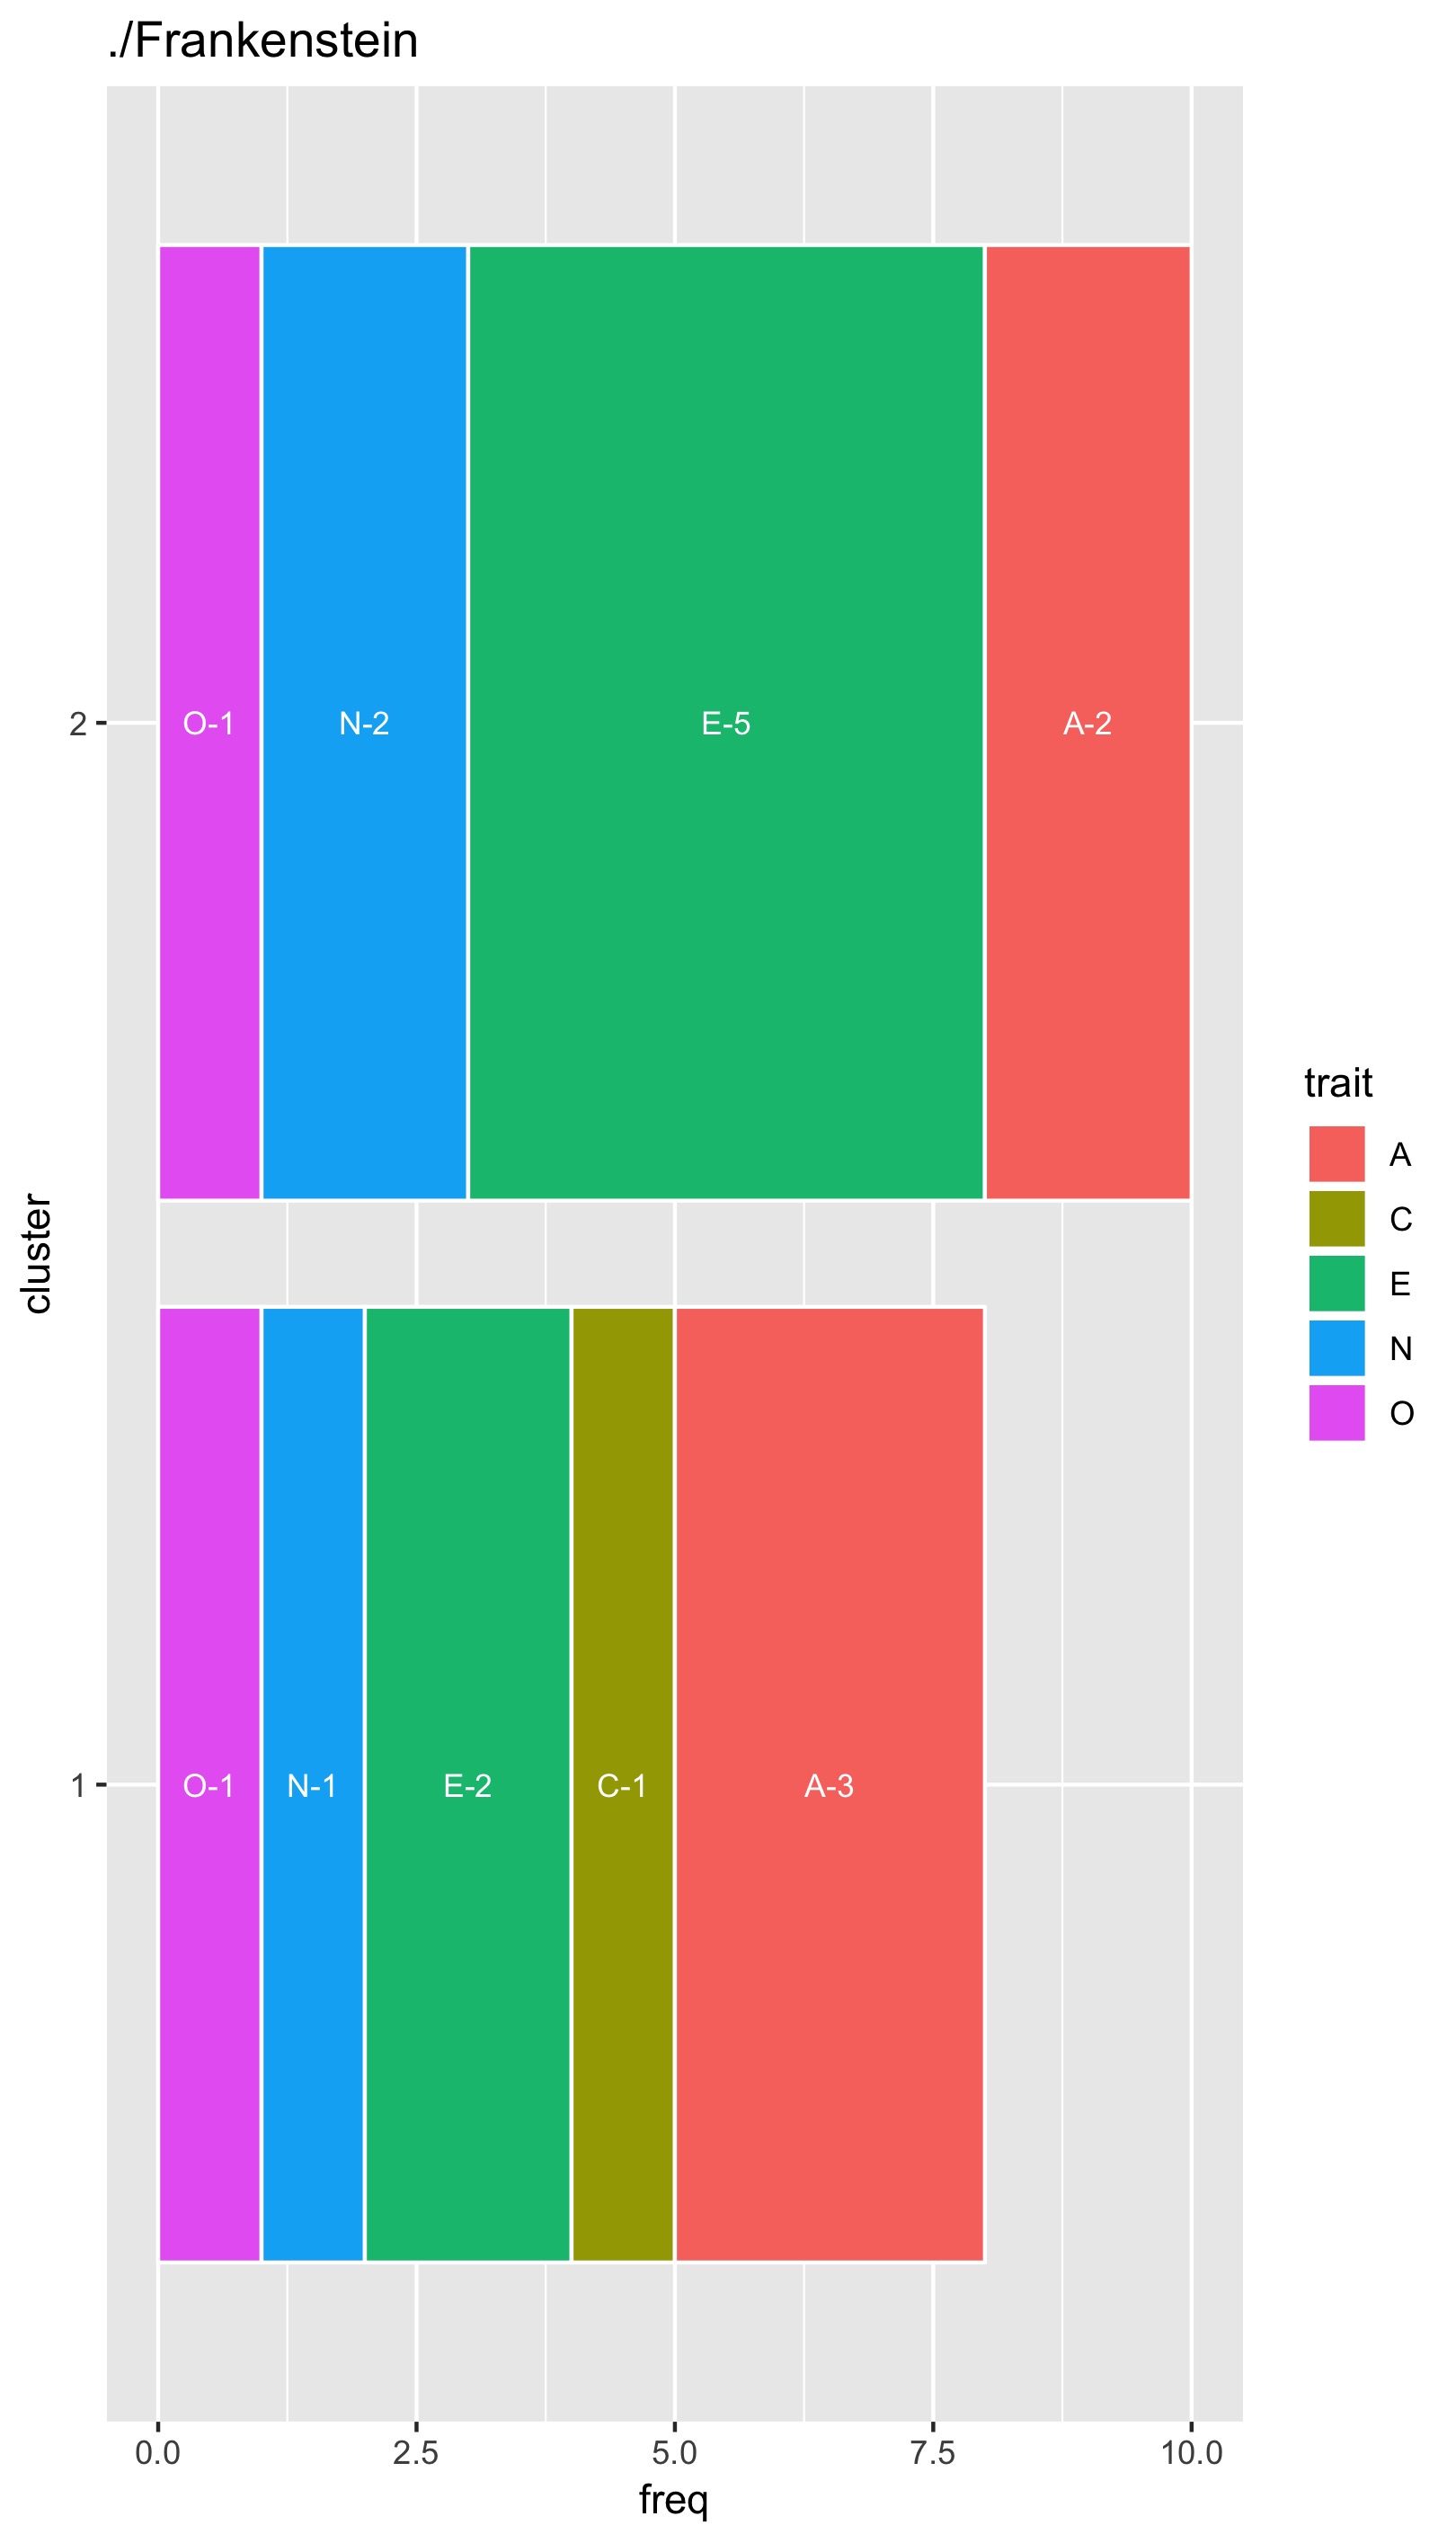 ./Frankenstein
cluster
2
O-1 N-2 E-5 A-2
1
O-1 N-1 E-2 C-1 A-3
0.0 2.5 5.0 7.5 10.0
freq
trait
A
C
E
N
O